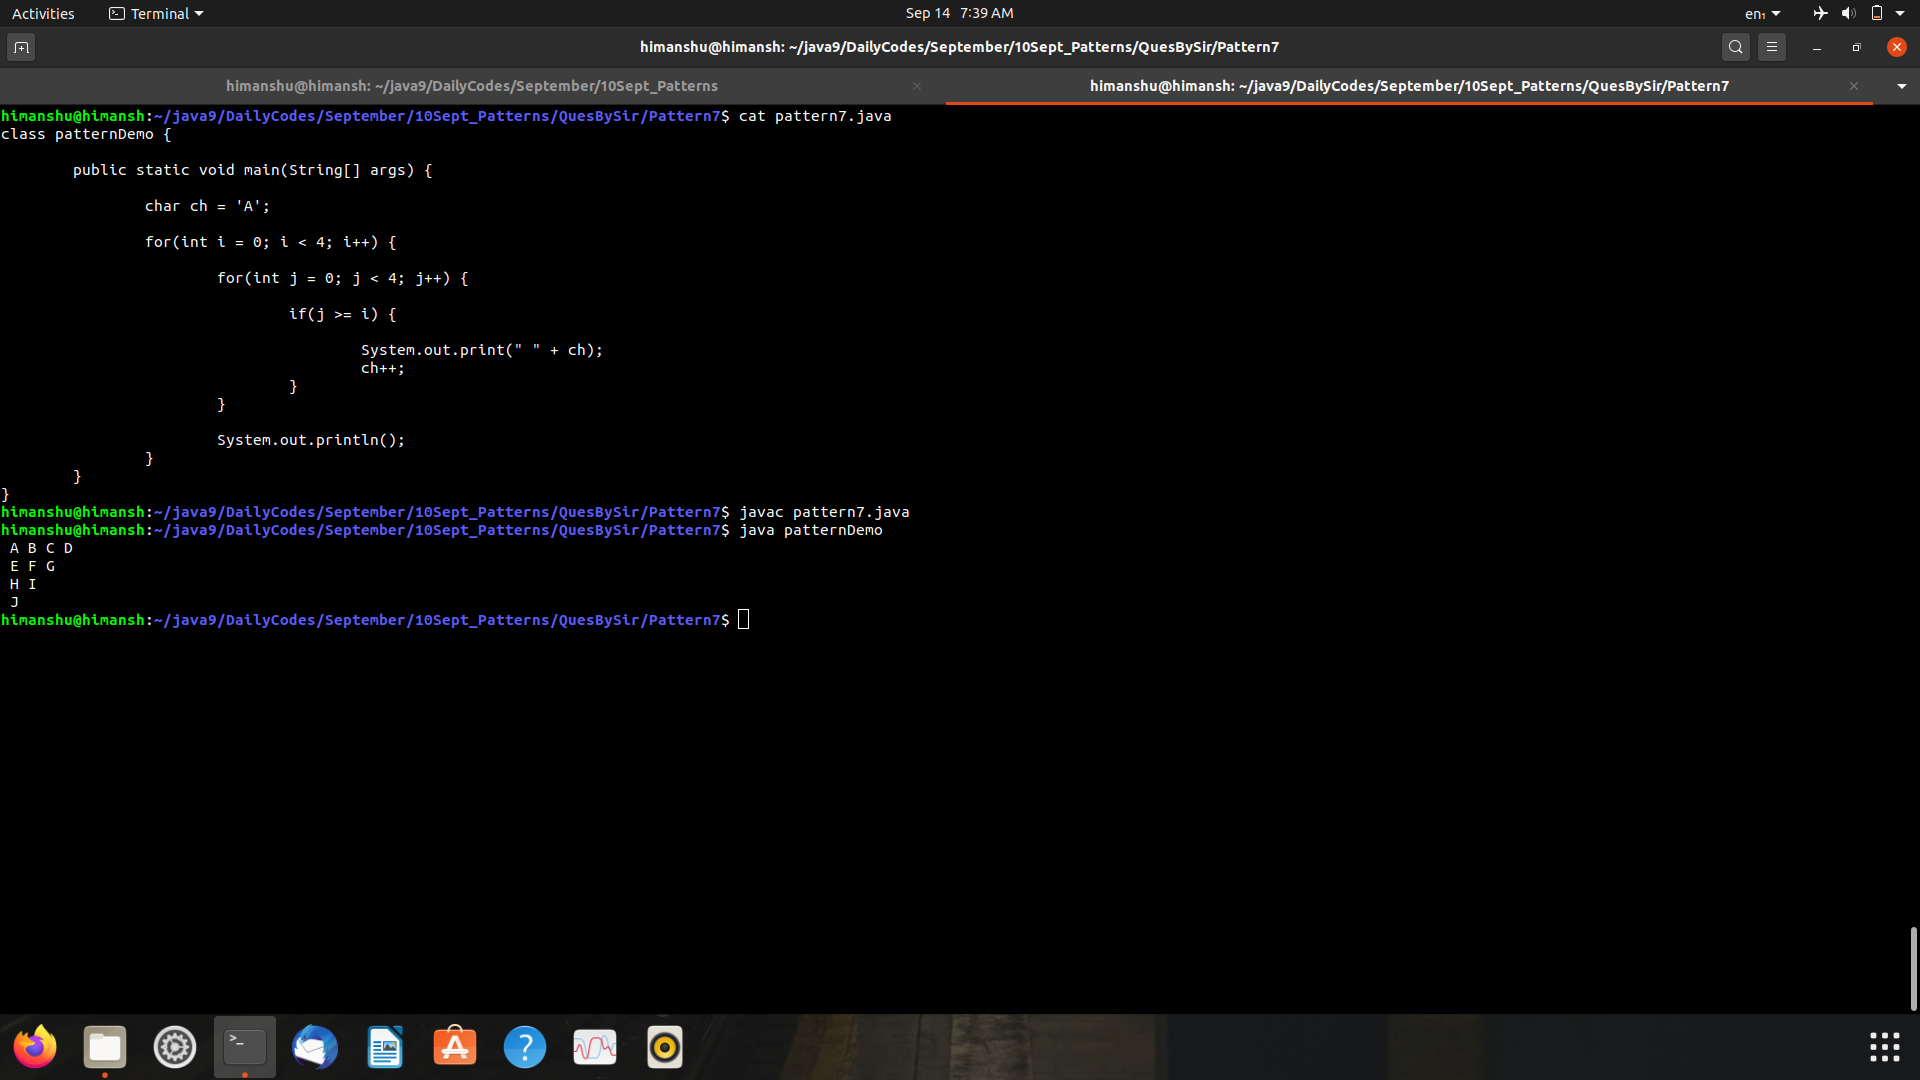 Activities Terminal Sep 14 7:39 AM en₁
himanshu@himansh: ~/java9/DailyCodes/September/10Sept_Patterns/QuesBySir/Pattern7
himanshu@himansh: ~/java9/DailyCodes/September/10Sept_Patterns himanshu@himansh: ~/java9/DailyCodes/September/10Sept_Patterns/QuesBySir/Pattern7
himanshu@himansh:~/java9/DailyCodes/September/10Sept_Patterns/QuesBySir/Pattern7$ cat pattern7.java
class patternDemo {
        public static void main(String[] args) {
                char ch = 'A';
                for(int i = 0; i < 4; i++) {
                        for(int j = 0; j < 4; j++) {
                                if(j >= i) {
                                        System.out.print(" " + ch);
                                        ch++;
                                }
                        }
                        System.out.println();
                }
        }
}
himanshu@himansh:~/java9/DailyCodes/September/10Sept_Patterns/QuesBySir/Pattern7$ javac pattern7.java
himanshu@himansh:~/java9/DailyCodes/September/10Sept_Patterns/QuesBySir/Pattern7$ java patternDemo
 A B C D
 E F G
 H I
 J
himanshu@himansh:~/java9/DailyCodes/September/10Sept_Patterns/QuesBySir/Pattern7$